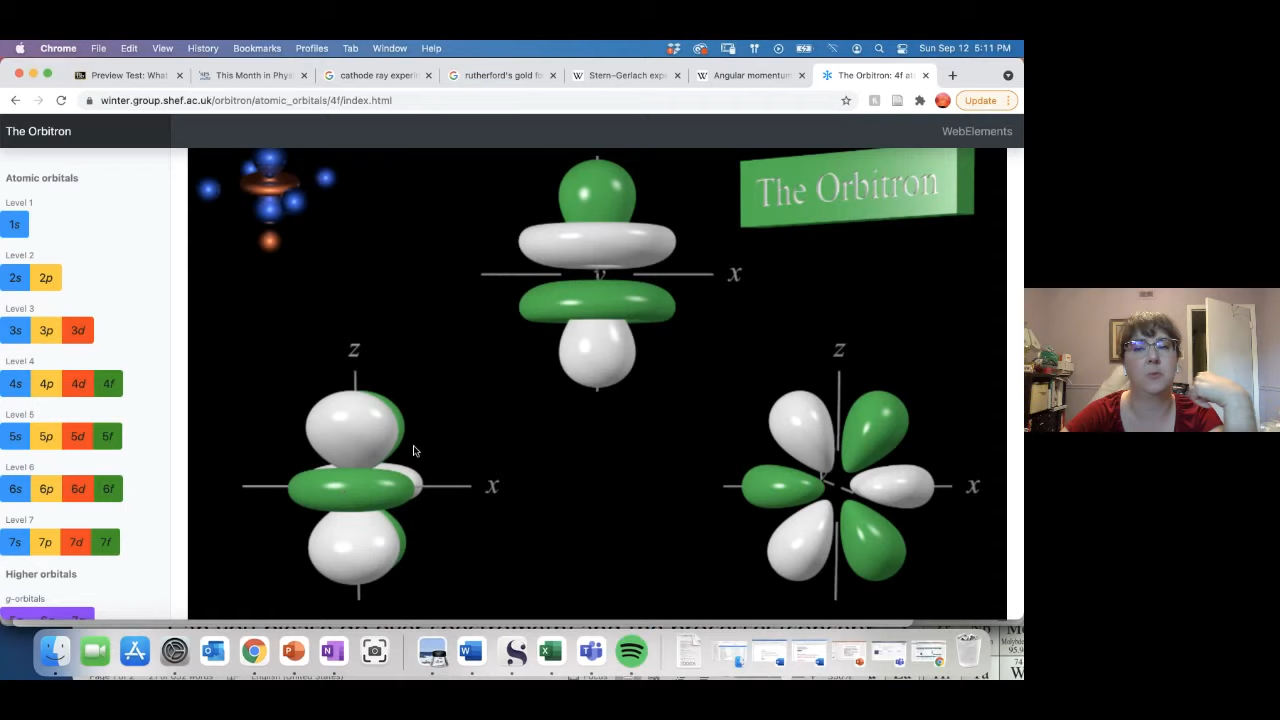 Chrome File Edit View History Bookmarks Profiles Tab Window Help Sun Sep 12 5:11 PM
Preview Test: What This Month in Physi cathode ray experi rutherford's gold fo Stern–Gerlach exp Angular momentum The Orbitron: 4f at
winter.group.shef.ac.uk/orbitron/atomic_orbitals/4f/index.html Update
The Orbitron WebElements
Atomic orbitals
Level 1
1s
Level 2
2s 2p
Level 3
3s 3p 3d
Level 4
4s 4p 4d 4f
Level 5
5s 5p 5d 5f
Level 6
6s 6p 6d 6f
Level 7
7s 7p 7d 7f
Higher orbitals
g-orbitals
The Orbitron
y x
z
x
z
x
95.9
74